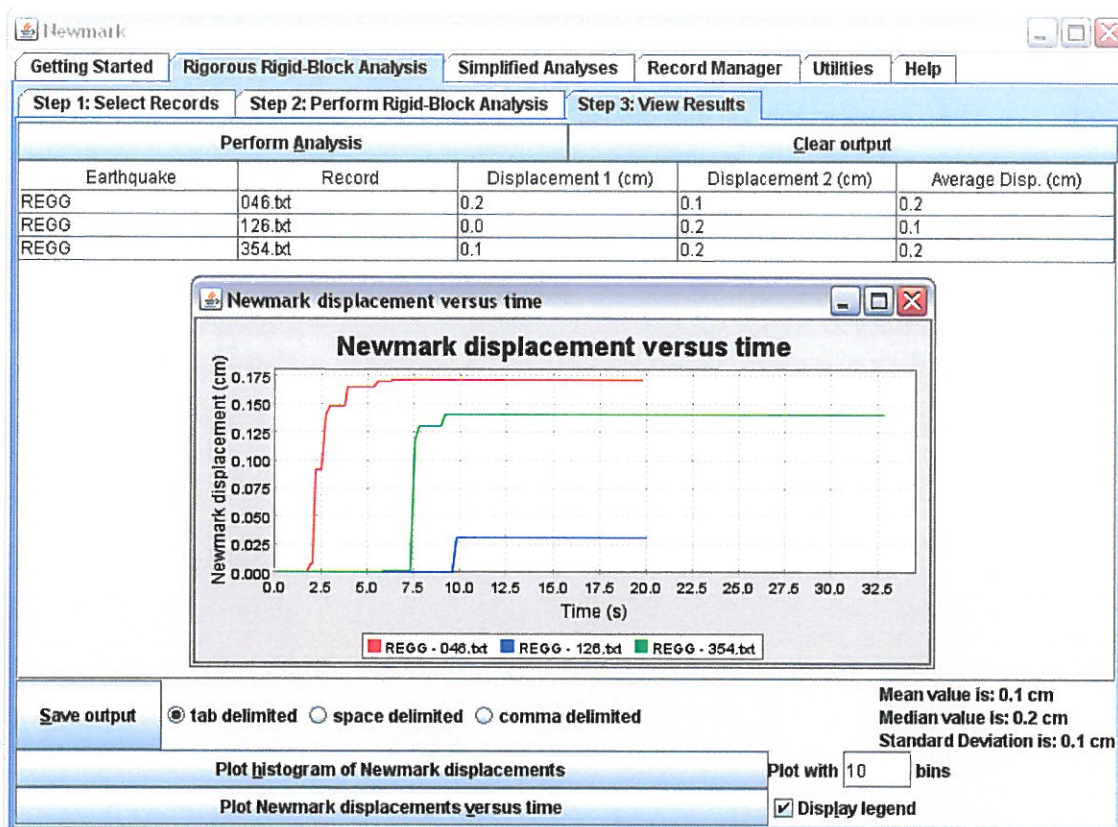 Newmark
Getting Started Rigorous Rigid-Block Analysis Simplified Analyses Record Manager Utilities Help
Step 1: Select Records Step 2: Perform Rigid-Block Analysis Step 3: View Results
Perform Analysis Clear output
Earthquake Record Displacement 1 (cm) Displacement 2 (cm) Average Disp. (cm)
REGG 046.txt 0.2 0.1 0.2
REGG 126.txt 0.0 0.2 0.1
REGG 354.txt 0.1 0.2 0.2
Newmark displacement versus time
Newmark displacement versus time
Newmark displacement (cm)
0.175
0.150
0.125
0.100
0.075
0.050
0.025
0.000
0.0 2.5 5.0 7.5 10.0 12.5 15.0 17.5 20.0 22.5 25.0 27.5 30.0 32.5
Time (s)
REGG - 046.txt REGG - 126.txt REGG - 354.txt
Mean value is: 0.1 cm
Save output tab delimited space delimited comma delimited Median value is: 0.2 cm
Standard Deviation is: 0.1 cm
Plot histogram of Newmark displacements Plot with 10 bins
Plot Newmark displacements versus time Display legend